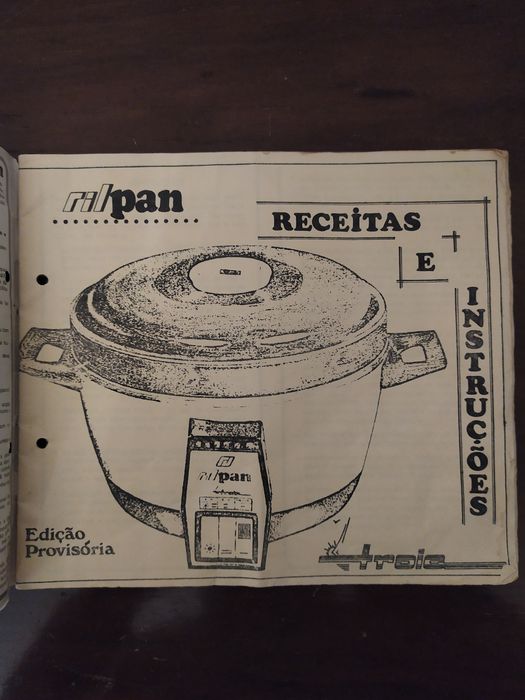 rilpan
RECEITAS
E
INSTRUÇÕES
rilpan
Edição
Provisória
troia